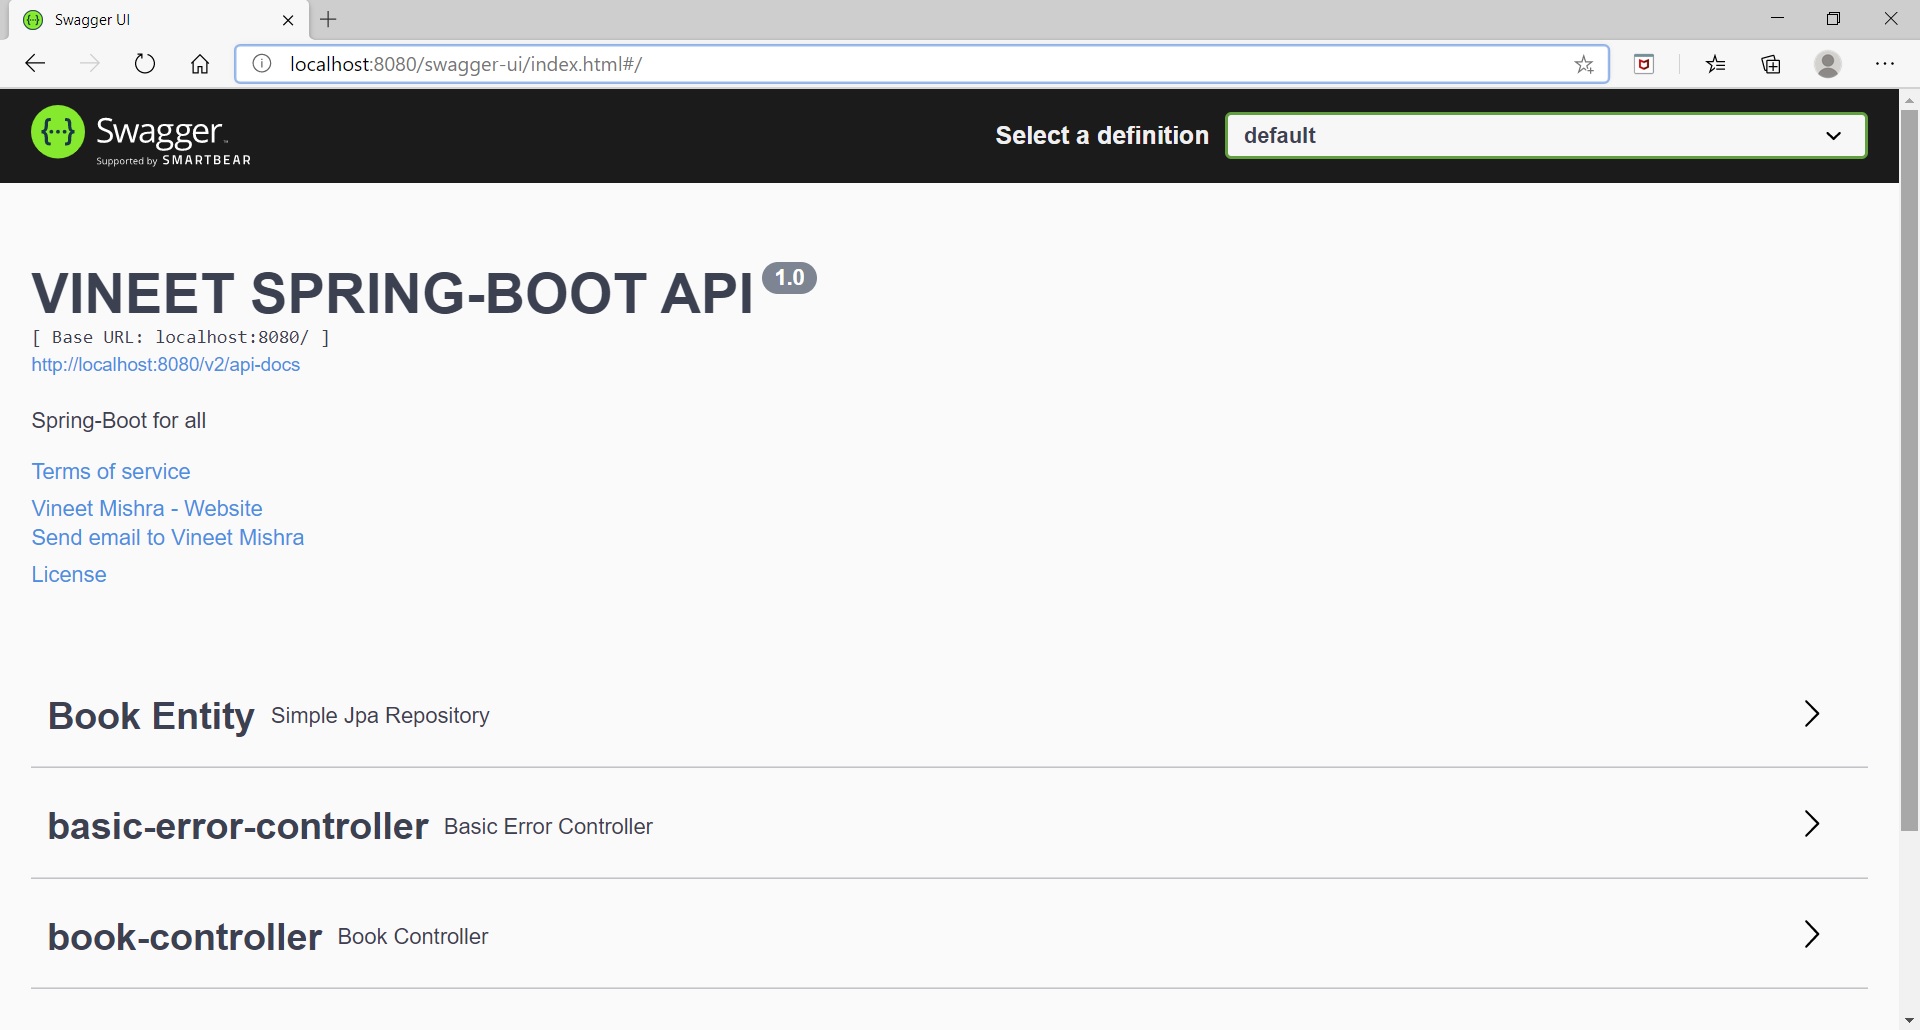 Swagger UI
localhost:8080/swagger-ui/index.html#/
{···} Swagger™
Supported by SMARTBEAR
Select a definition default
VINEET SPRING-BOOT API 1.0
[ Base URL: localhost:8080/ ]
http://localhost:8080/v2/api-docs
Spring-Boot for all
Terms of service
Vineet Mishra - Website
Send email to Vineet Mishra
License
Book Entity Simple Jpa Repository
basic-error-controller Basic Error Controller
book-controller Book Controller